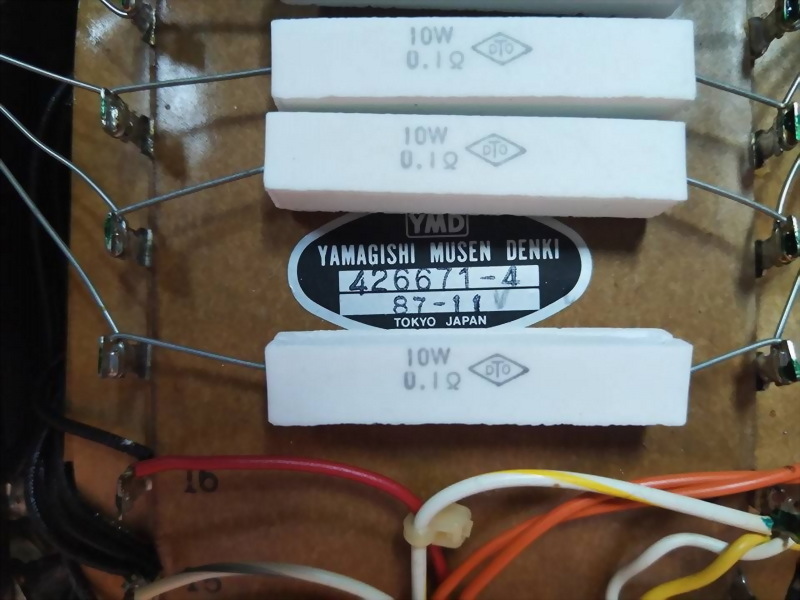 10W
0.1Ω DTO
10W
0.1Ω DTO
YMD
YAMAGISHI MUSEN DENKI
426671-4
87-11 V
TOKYO JAPAN
10W
0.1Ω DTO
16
15